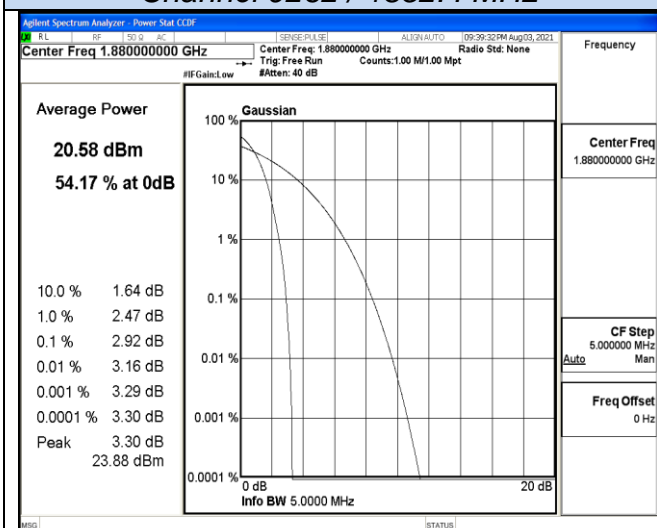 Agilent Spectrum Analyzer - Power Stat CCDF
RL RF 50 Ω AC SENSE:PULSE ALIGN AUTO 09:39:32 PM Aug 03, 2021
Center Freq 1.880000000 GHz
Center Freq: 1.880000000 GHz Radio Std: None
Trig: Free Run Counts:1.00 M/1.00 Mpt
#IFGain:Low #Atten: 40 dB
Frequency
Average Power
20.58 dBm
54.17 % at 0dB
10.0 % 1.64 dB
1.0 % 2.47 dB
0.1 % 2.92 dB
0.01 % 3.16 dB
0.001 % 3.29 dB
0.0001 % 3.30 dB
Peak 3.30 dB
23.88 dBm
Gaussian
100 %
10 %
1 %
0.1 %
0.01 %
0.001 %
0.0001 %
0 dB 20 dB
Info BW 5.0000 MHz
Center Freq
1.880000000 GHz
CF Step
5.000000 MHz
Auto Man
Freq Offset
0 Hz
MSG STATUS